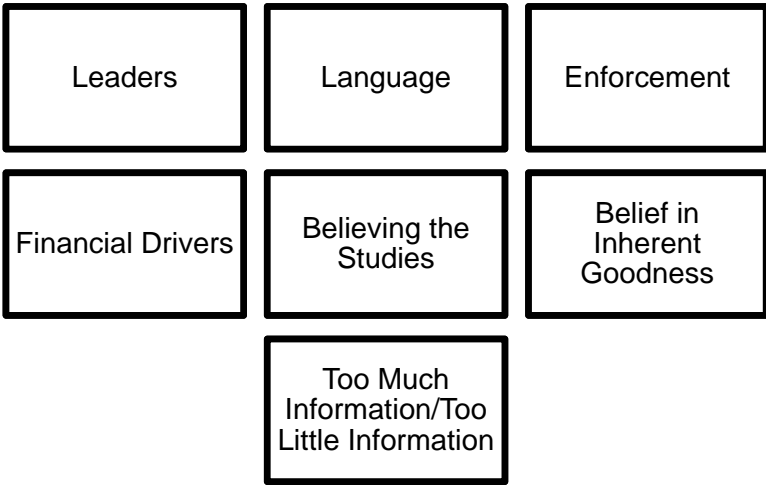 Leaders
Language
Enforcement
Financial Drivers
Believing the
Studies
Belief in
Inherent
Goodness
Too Much
Information/Too
Little Information